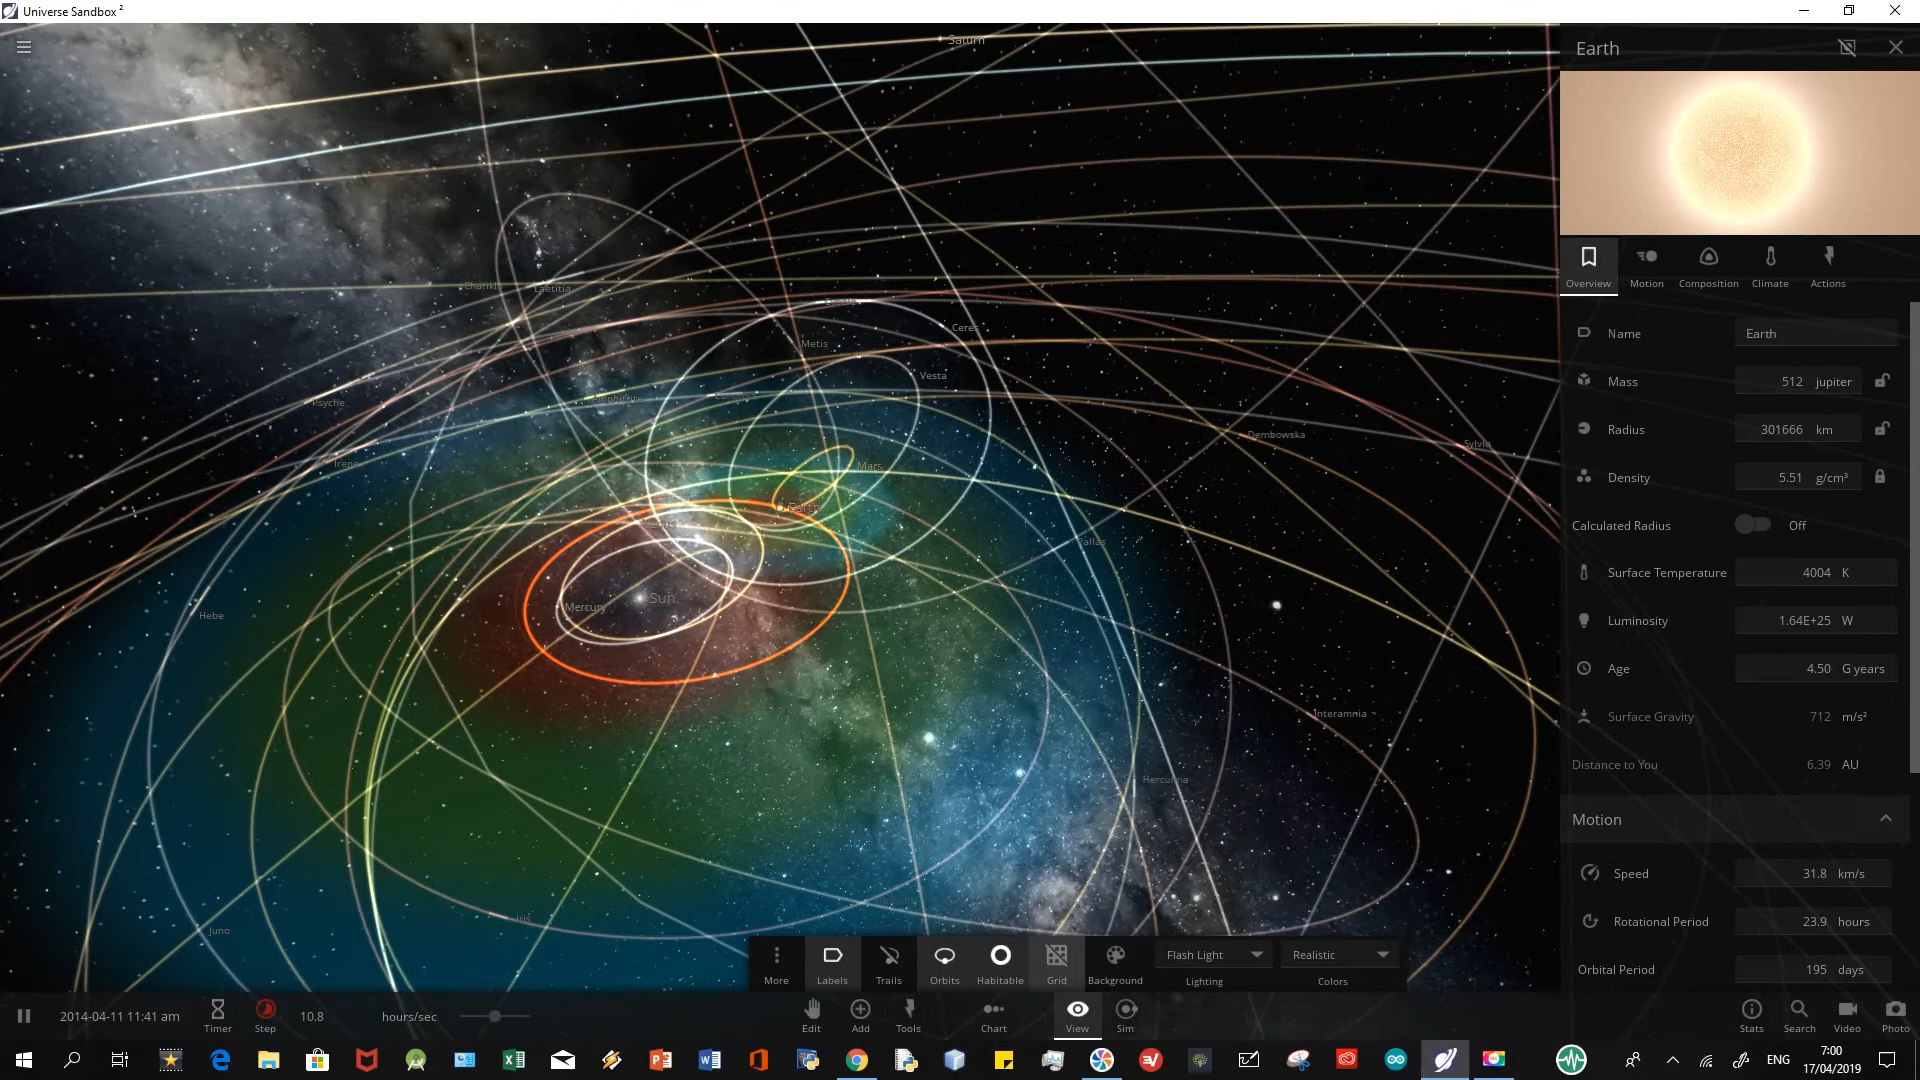 Universe Sandbox ²
Saturn
Chariklo
Laetitia
Ceres
Metis
Vesta
Psyche
Amphitrite
Dembowska
Sylvia
Irene
Mars
Earth
Pallas
Mercury
Sun
Hebe
Interamnia
Herculina
Iris
Juno
Earth
Overview
Motion
Composition
Climate
Actions
Name Earth
Mass 512 jupiter
Radius 301666 km
Density 5.51 g/cm³
Calculated Radius Off
Surface Temperature 4004 K
Luminosity 1.64E+25 W
Age 4.50 G years
Surface Gravity 712 m/s²
Distance to You 6.39 AU
Motion
Speed 31.8 km/s
Rotational Period 23.9 hours
Orbital Period 195 days
More
Labels
Trails
Orbits
Habitable
Grid
Background
Flash Light
Lighting
Realistic
Colors
2014-04-11 11:41 am
Timer
Step
10.8 hours/sec
Edit
Add
Tools
Chart
View
Sim
Stats
Search
Video
Photo
ENG
7:00
17/04/2019